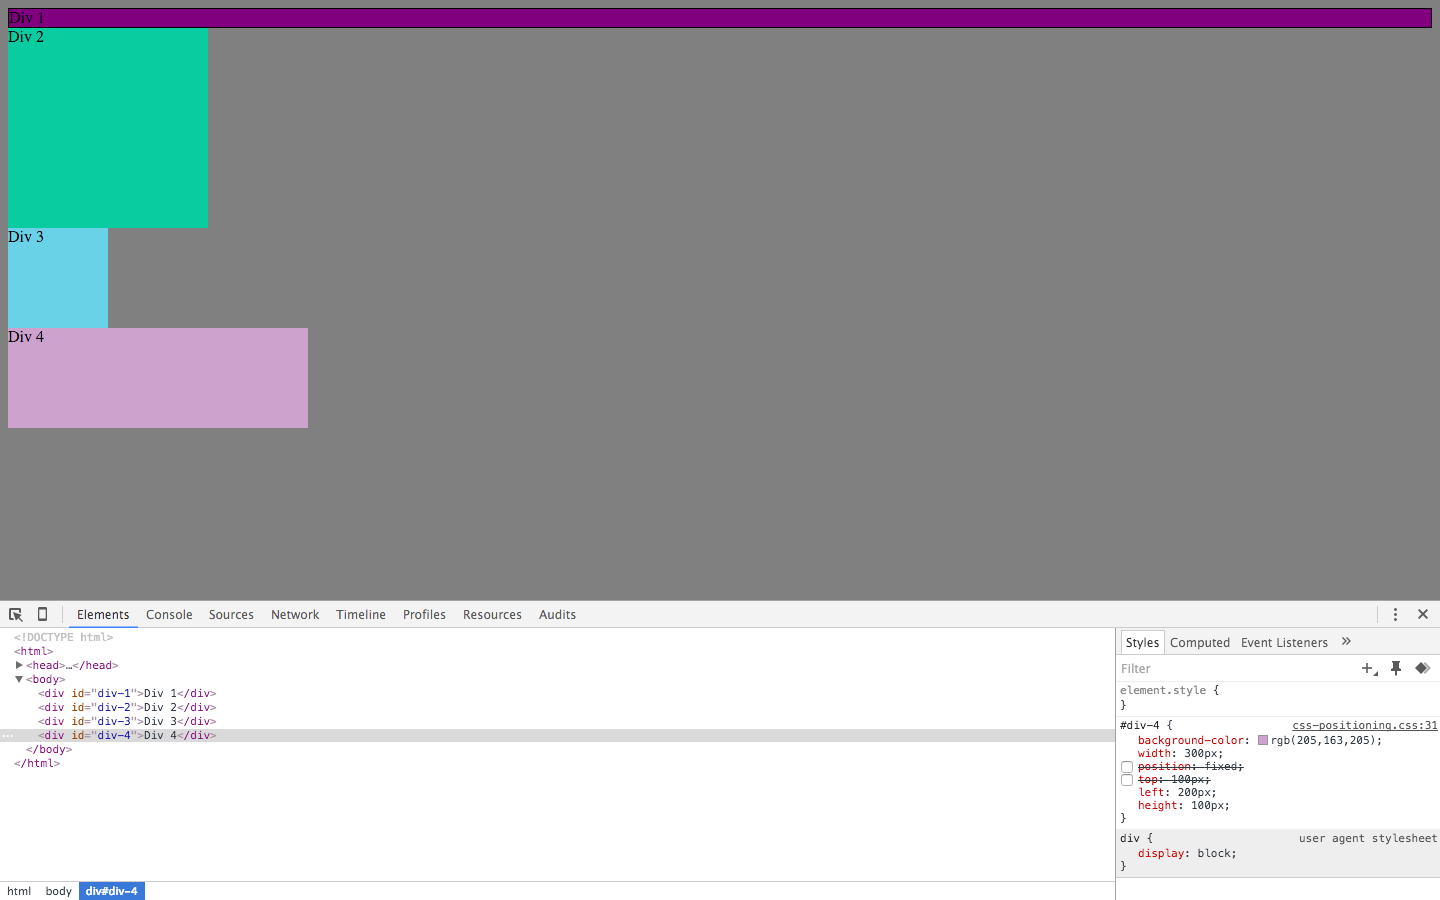 Div 1
Div 2
Div 3
Div 4
Elements Console Sources Network Timeline Profiles Resources Audits
<!DOCTYPE html>
<html>
<head>…</head>
<body>
<div id="div-1">Div 1</div>
<div id="div-2">Div 2</div>
<div id="div-3">Div 3</div>
<div id="div-4">Div 4</div>
</body>
</html>
html body div#div-4
Styles Computed Event Listeners »
Filter
element.style {
}
#div-4 { css-positioning.css:31
background-color: rgb(205,163,205);
width: 300px;
position: fixed;
top: 100px;
left: 200px;
height: 100px;
}
div { user agent stylesheet
display: block;
}